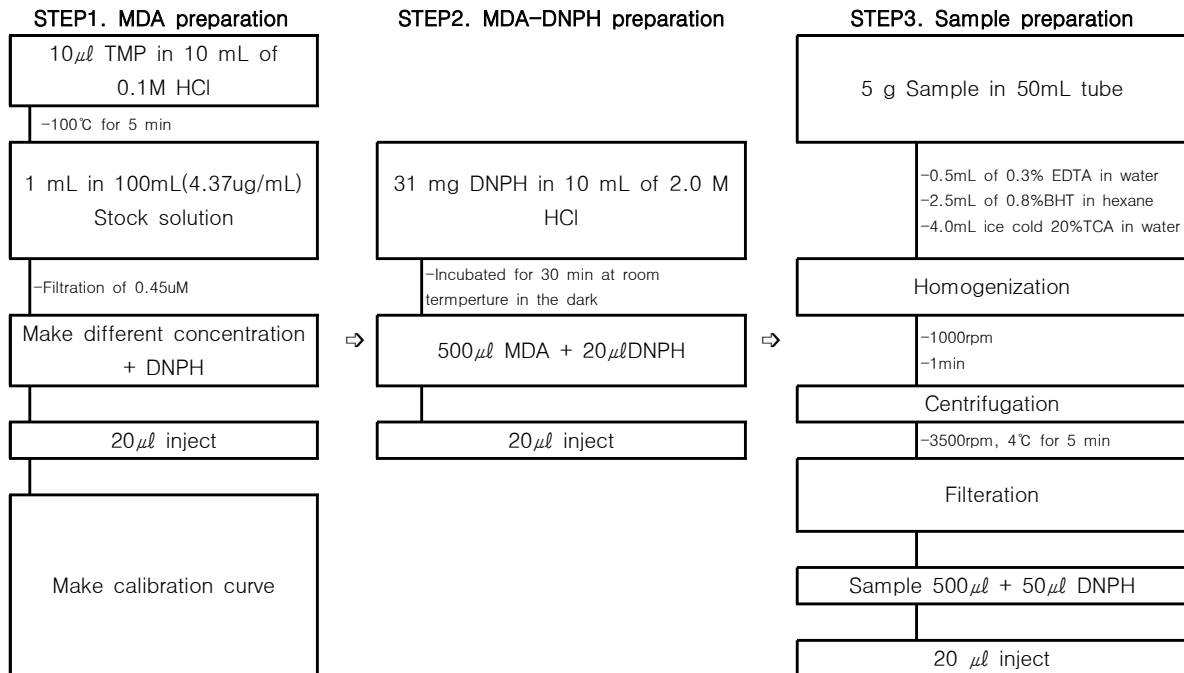 STEP1. MDA preparation
10㎕ TMP in 10 mL of
0.1M HCl
-100℃ for 5 min
1 mL in 100mL(4.37ug/mL)
Stock solution
-Filtration of 0.45uM
Make different concentration
+ DNPH
20㎕ inject
Make calibration curve
⇨
STEP2. MDA-DNPH preparation
31 mg DNPH in 10 mL of 2.0 M
HCl
-Incubated for 30 min at room
termperture in the dark
500㎕ MDA + 20㎕DNPH
20㎕ inject
⇨
STEP3. Sample preparation
5 g Sample in 50mL tube
-0.5mL of 0.3% EDTA in water
-2.5mL of 0.8%BHT in hexane
-4.0mL ice cold 20%TCA in water
Homogenization
-1000rpm
-1min
Centrifugation
-3500rpm, 4℃ for 5 min
Filteration
Sample 500㎕ + 50㎕ DNPH
20 ㎕ inject